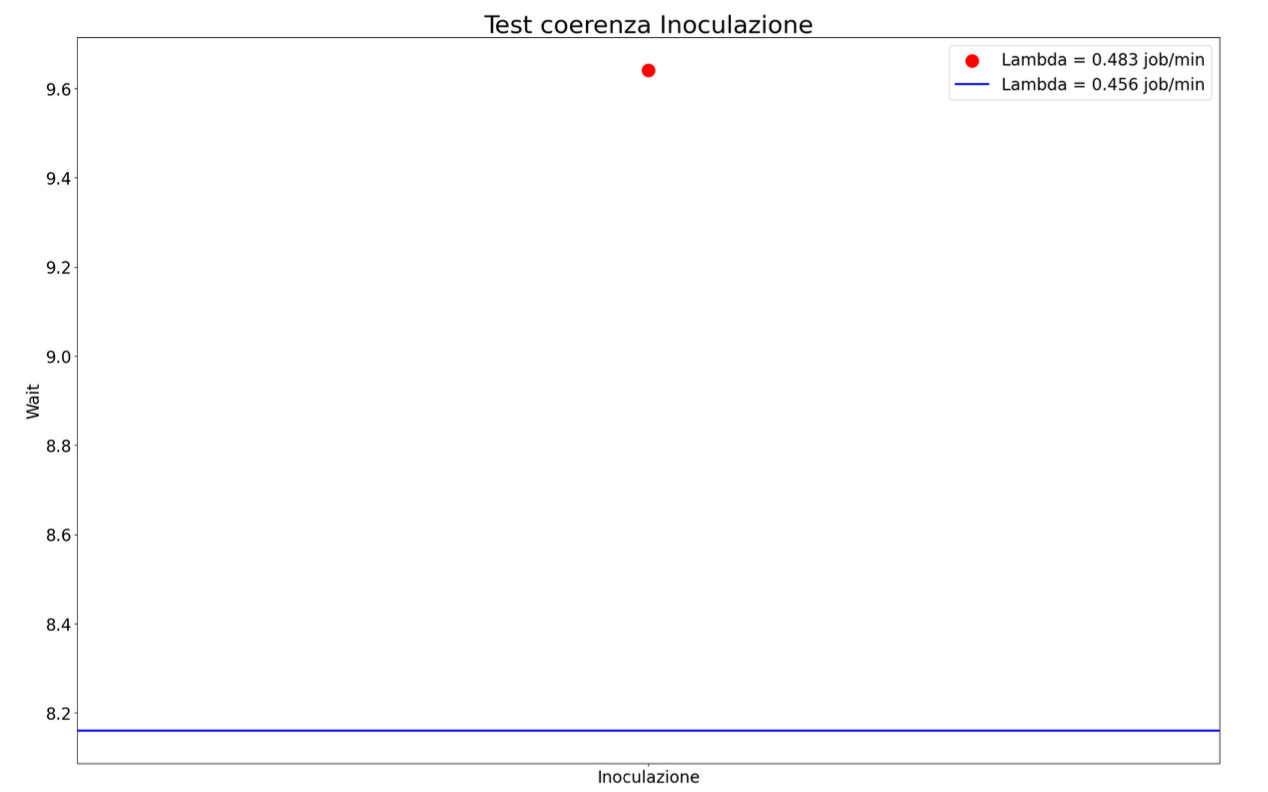 Test coerenza Inoculazione
Lambda = 0.483 job/min
Lambda = 0.456 job/min
9.6
9.4
9.2
9.0
8.8
8.6
8.4
8.2
Wait
Inoculazione